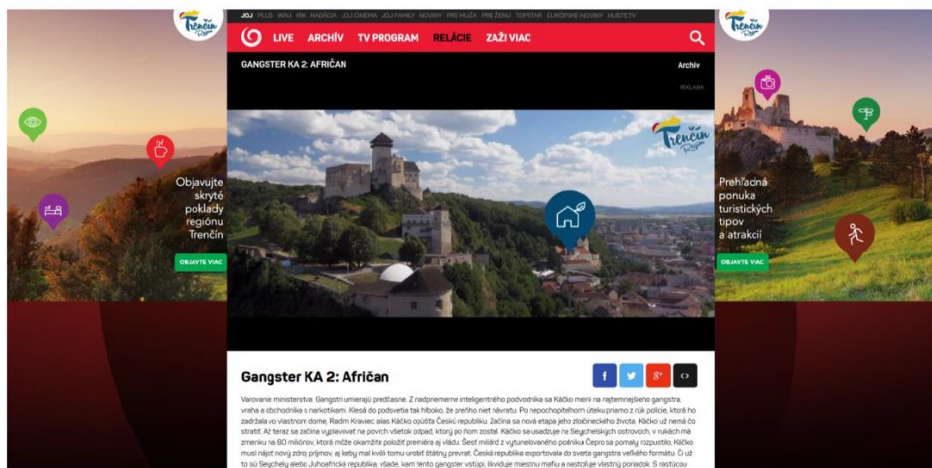 JOJ PLUS WAU RIK NADÁCIA JOJ CINEMA JOJ FAMILY NOVINY PRE MUŽA PRE ŽENU TOPSTAR EURÓPSKE NOVINY HUSTE.TV
LIVE ARCHÍV TV PROGRAM RELÁCIE ZAŽI VIAC
GANGSTER KA 2: AFRIČAN
Archív
REKLAMA
Trenčín
Región
Objavujte
skryté
poklady
regiónu
Trenčín
OBJAVTE VIAC
Trenčín
Región
Trenčín
Región
Prehľadná
ponuka
turistických
tipov
a atrakcií
OBJAVTE VIAC
Gangster KA 2: Afričan
Varovanie ministerstva: Gangstri umierajú predčasne. Z nadpriemerne inteligentného podvodníka sa Káčko mení na najtemnejšieho gangstra,
vraha a obchodníka s narkotikami. Klesá do podsvetia tak hlboko, že preňho niet návratu. Po nepochopiteľnom úteku priamo z rúk polície, ktorá ho
zadržala vo vlastnom dome, Radim Kraviec alias Káčko opúšťa Českú republiku. Začína sa nová etapa jeho zločineckého života. Káčko už nemá čo
stratiť. Až teraz sa začína vyplavovať na povrch všetok odpad, ktorý po ňom zostal. Káčko sa usadzuje na Seychelských ostrovoch, v rukách má
zmenku na 80 miliónov, ktorá môže okamžite položiť premiéra aj vládu. Šesť miliárd z vytunelovaného podniku Čepro sa pomaly rozpustilo, Káčko
musí nájsť nový zdroj príjmov, aj keby mal kvôli tomu urobiť štátny prevrat. Česká republika exportovala do sveta gangstra veľkého formátu. Či už
to sú Seychely alebo Juhoafrická republika, všade, kam tento gangster vstúpi, likviduje miestnu mafiu a nastoľuje vlastný poriadok. S rastúcou